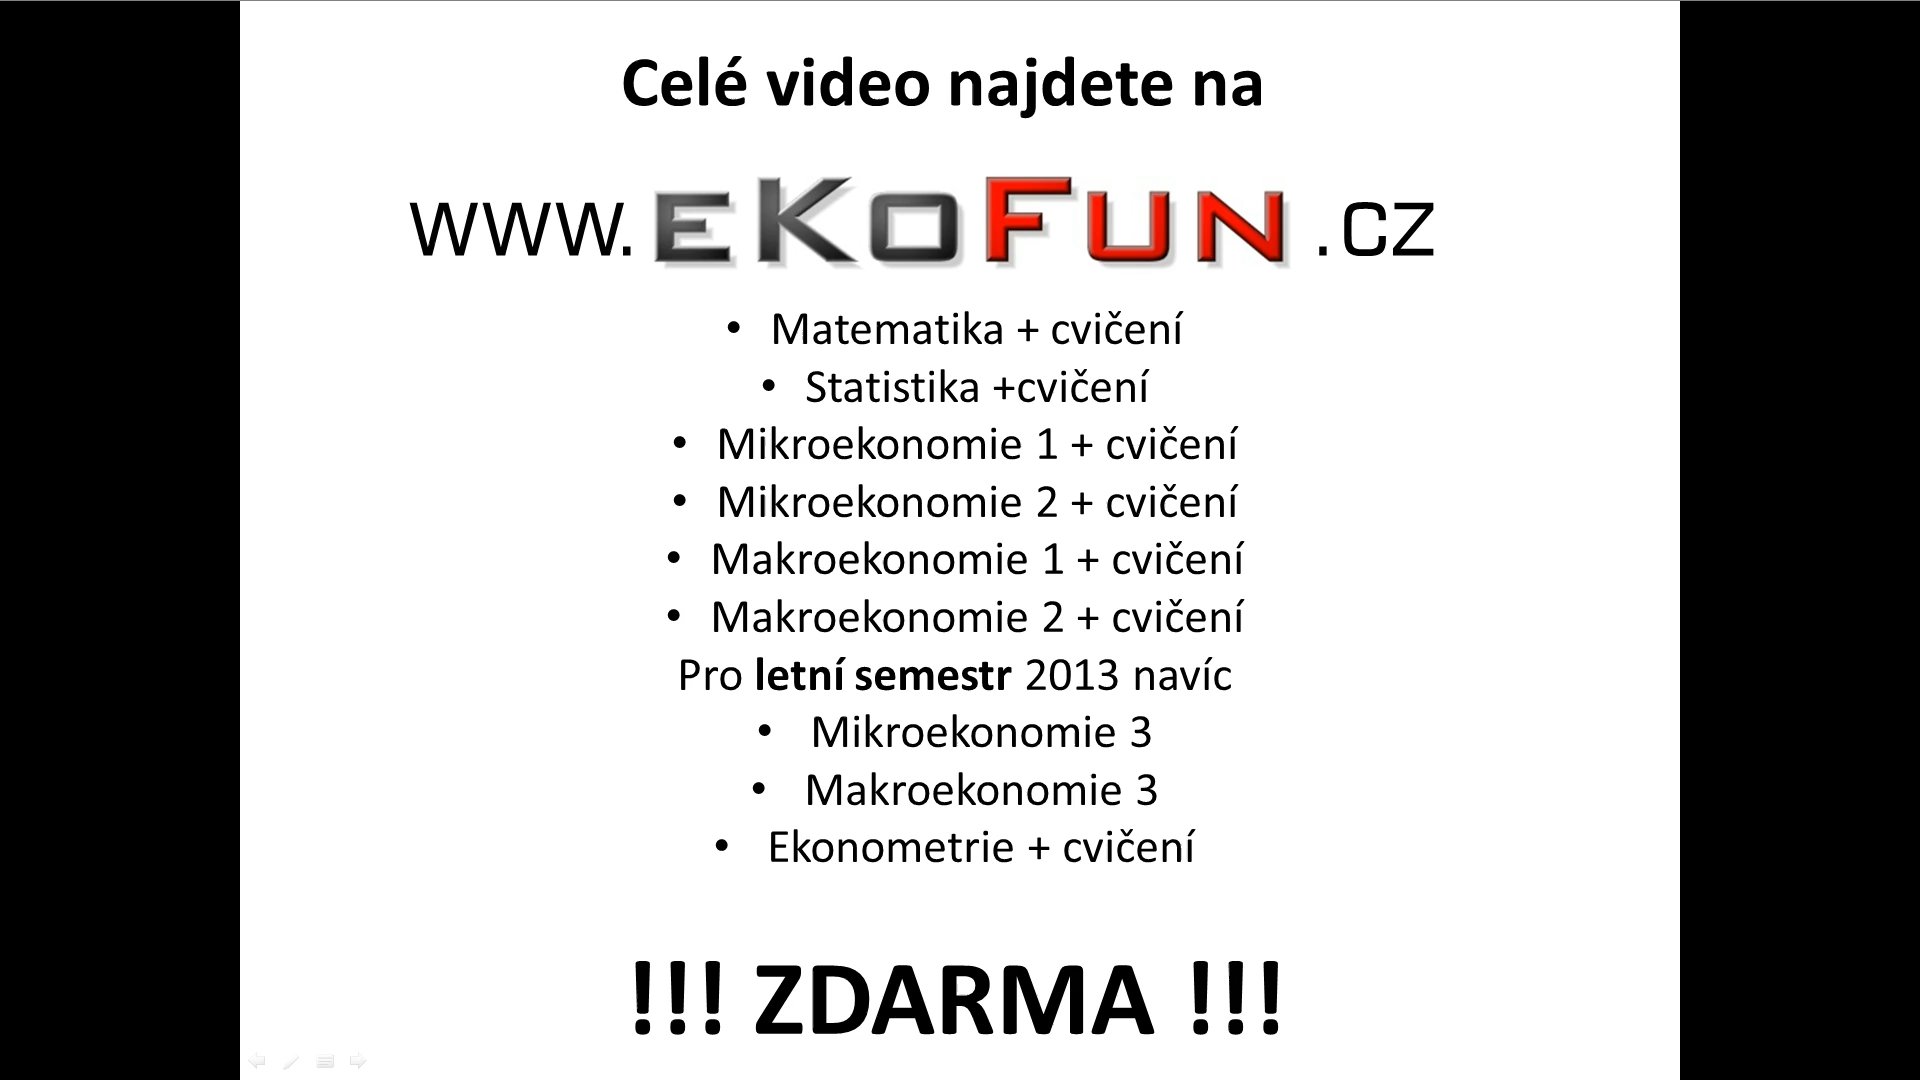 Celé video najdete na
www.eKoFun.cz
• Matematika + cvičení
• Statistika +cvičení
• Mikroekonomie 1 + cvičení
• Mikroekonomie 2 + cvičení
• Makroekonomie 1 + cvičení
• Makroekonomie 2 + cvičení
Pro letní semestr 2013 navíc
• Mikroekonomie 3
• Makroekonomie 3
• Ekonometrie + cvičení
!!! ZDARMA !!!